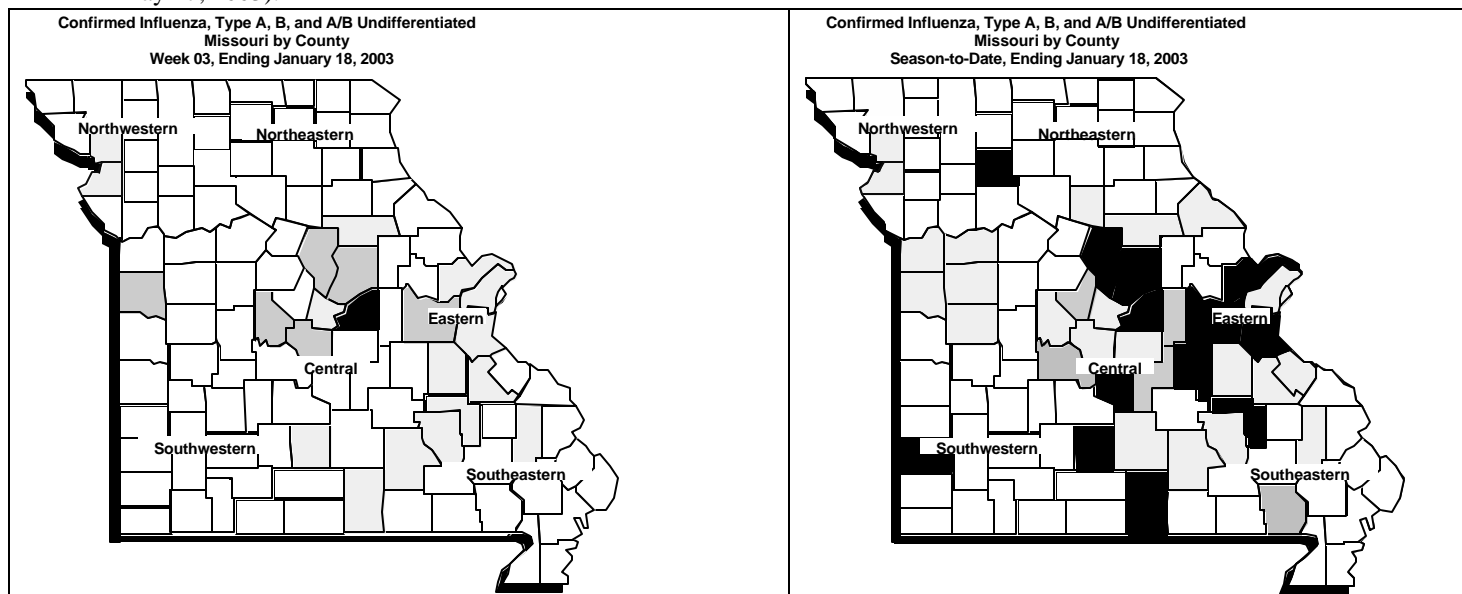 Confirmed Influenza, Type A, B, and A/B Undifferentiated
Missouri by County
Week 03, Ending January 18, 2003
Northwestern
Northeastern
Eastern
Central
Southwestern
Southeastern
Confirmed Influenza, Type A, B, and A/B Undifferentiated
Missouri by County
Season-to-Date, Ending January 18, 2003
Northwestern
Northeastern
Eastern
Central
Southwestern
Southeastern